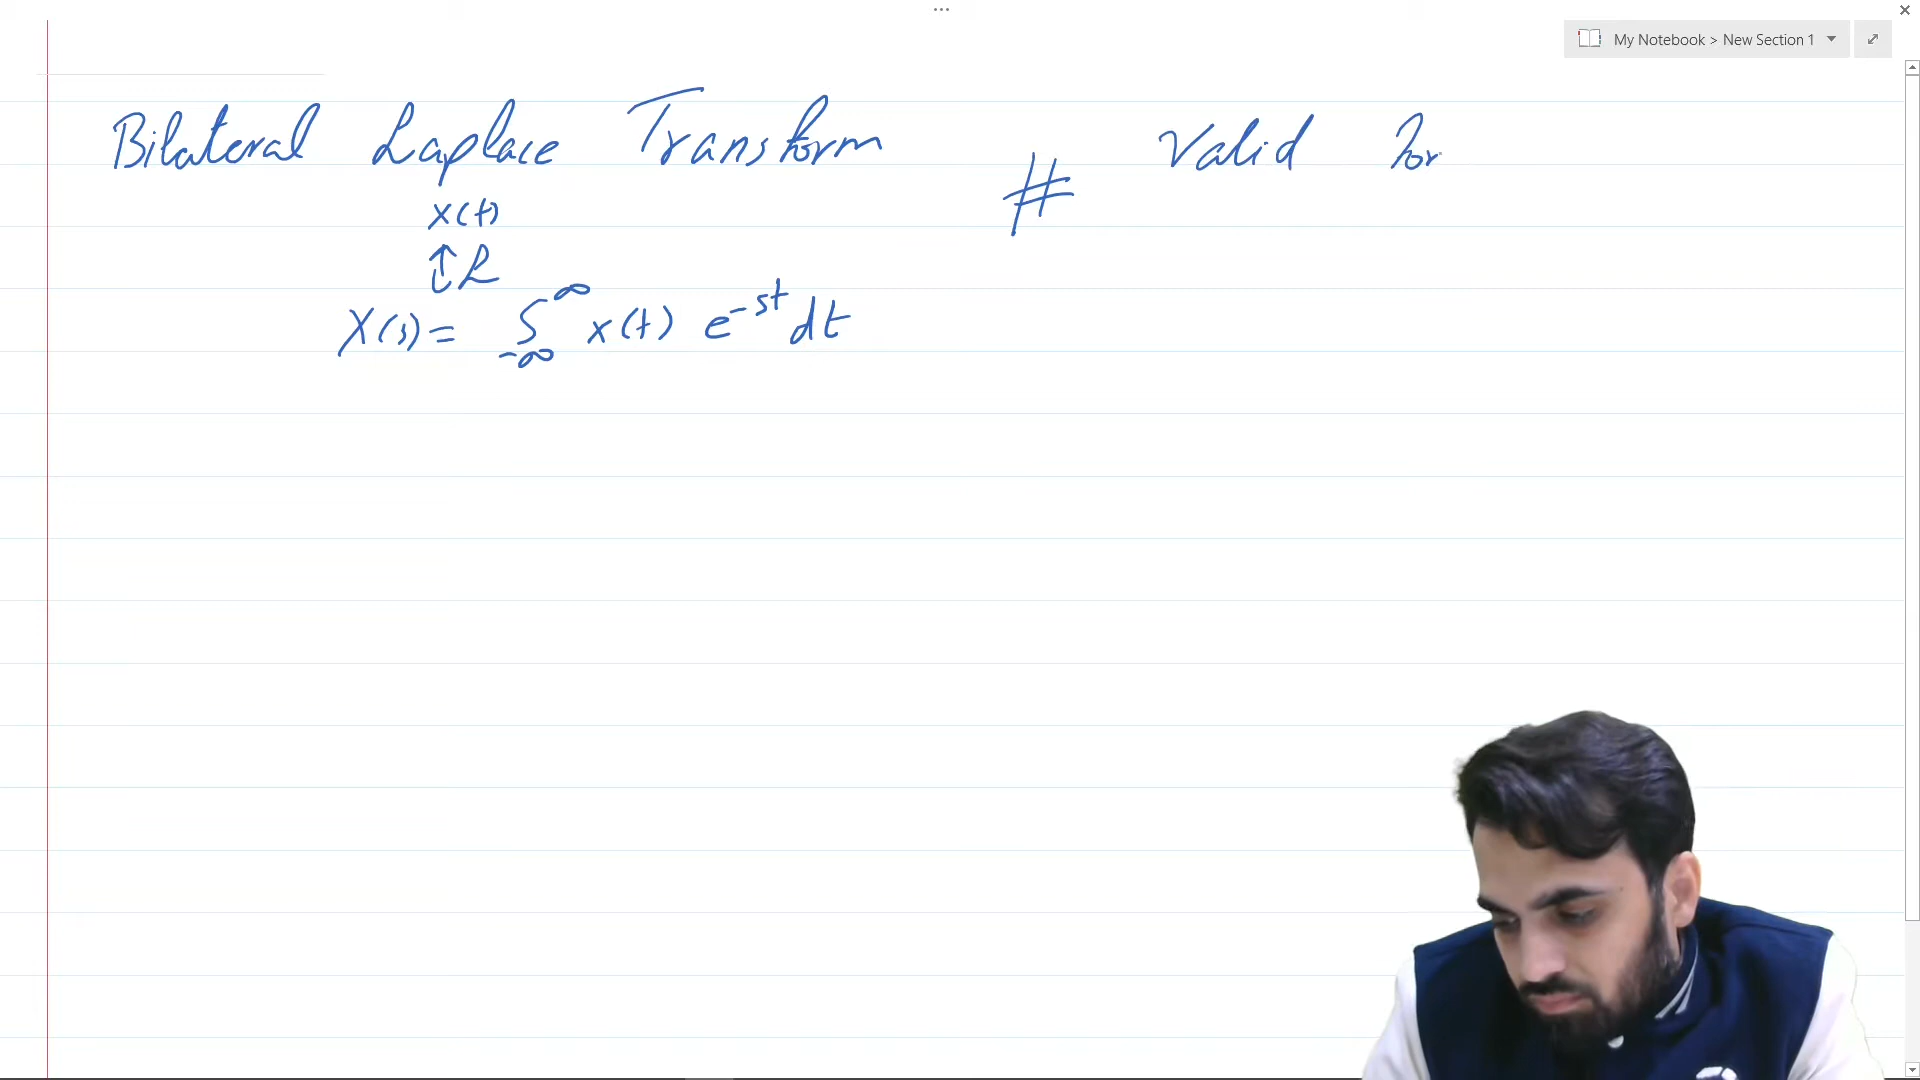 My Notebook > New Section 1
Bilateral Laplace Transform
# Valid for
x(t)
↕ L
X(s) = ∫_{-∞}^{∞} x(t) e^{-st} dt